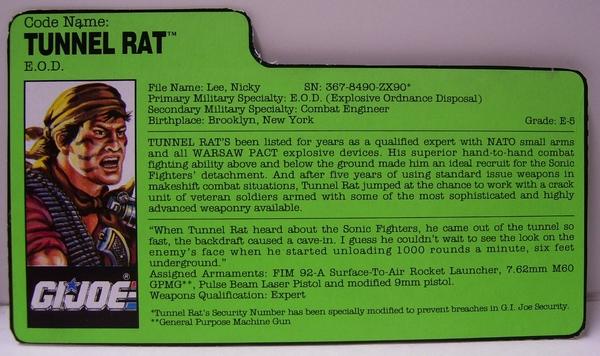 Code Name:
TUNNEL RAT™
E.O.D.
File Name: Lee, Nicky SN: 367-8490-ZX90*
Primary Military Specialty: E.O.D. (Explosive Ordnance Disposal)
Secondary Military Specialty: Combat Engineer
Birthplace: Brooklyn, New York Grade: E-5
TUNNEL RAT'S been listed for years as a qualified expert with NATO small arms
and all WARSAW PACT explosive devices. His superior hand-to-hand combat
fighting ability above and below the ground made him an ideal recruit for the Sonic
Fighters' detachment. And after five years of using standard issue weapons in
makeshift combat situations, Tunnel Rat jumped at the chance to work with a crack
unit of veteran soldiers armed with some of the most sophisticated and highly
advanced weaponry available.
"When Tunnel Rat heard about the Sonic Fighters, he came out of the tunnel so
fast, the backdraft caused a cave-in. I guess he couldn't wait to see the look on the
enemy's face when he started unloading 1000 rounds a minute, six feet
underground."
Assigned Armaments: FIM 92-A Surface-To-Air Rocket Launcher, 7.62mm M60
GPMG**, Pulse Beam Laser Pistol and modified 9mm pistol.
Weapons Qualification: Expert
*Tunnel Rat's Security Number has been specially modified to prevent breaches in G.I. Joe Security.
**General Purpose Machine Gun
G.I. JOE®